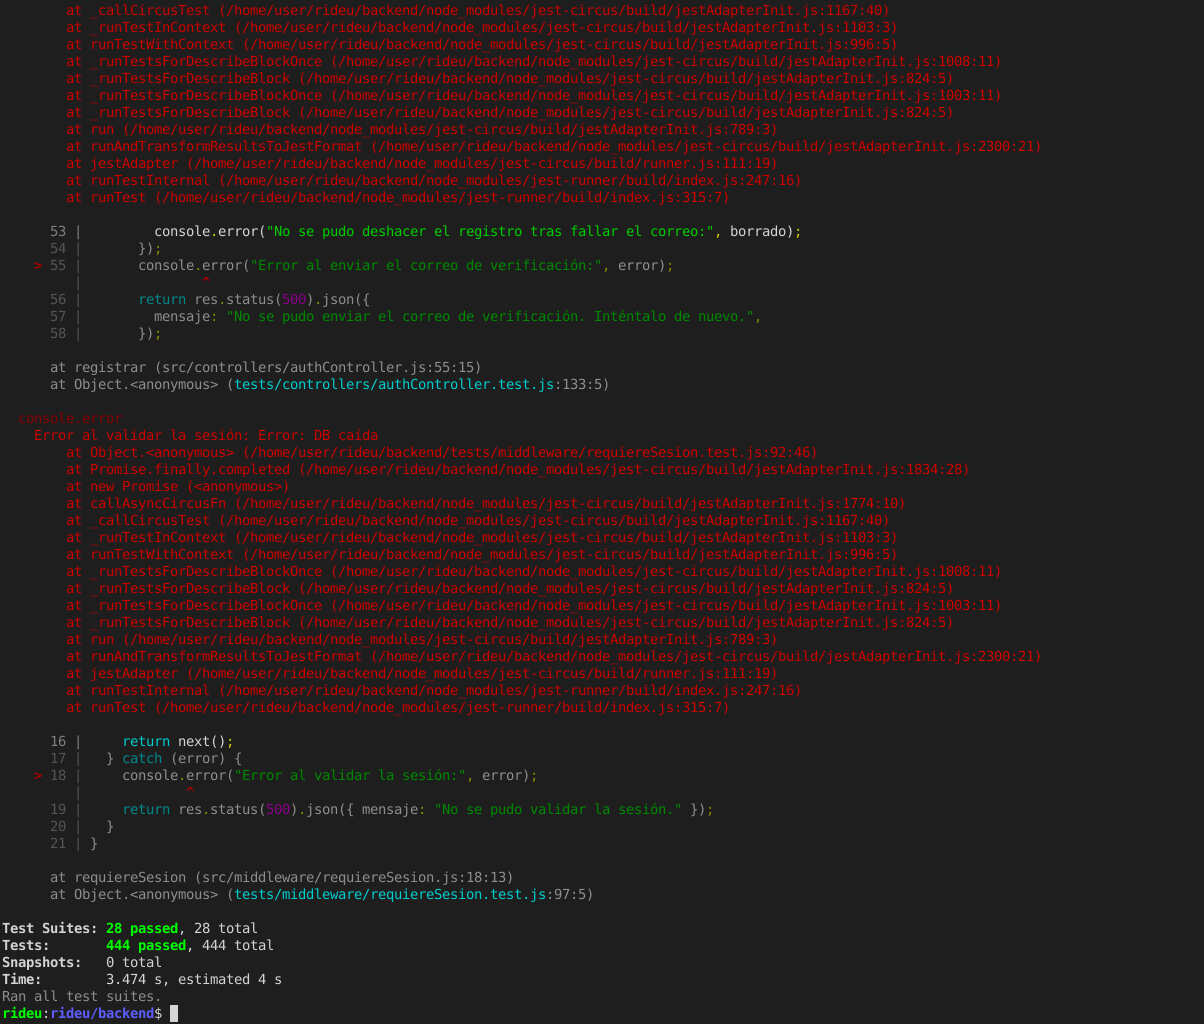 at _callCircusTest (/home/user/rideu/backend/node_modules/jest-circus/build/jestAdapterInit.js:1167:40)
at _runTestInContext (/home/user/rideu/backend/node_modules/jest-circus/build/jestAdapterInit.js:1103:3)
at runTestWithContext (/home/user/rideu/backend/node_modules/jest-circus/build/jestAdapterInit.js:996:5)
at _runTestsForDescribeBlockOnce (/home/user/rideu/backend/node_modules/jest-circus/build/jestAdapterInit.js:1008:11)
at _runTestsForDescribeBlock (/home/user/rideu/backend/node_modules/jest-circus/build/jestAdapterInit.js:824:5)
at _runTestsForDescribeBlockOnce (/home/user/rideu/backend/node_modules/jest-circus/build/jestAdapterInit.js:1003:11)
at _runTestsForDescribeBlock (/home/user/rideu/backend/node_modules/jest-circus/build/jestAdapterInit.js:824:5)
at run (/home/user/rideu/backend/node_modules/jest-circus/build/jestAdapterInit.js:789:3)
at runAndTransformResultsToJestFormat (/home/user/rideu/backend/node_modules/jest-circus/build/jestAdapterInit.js:2300:21)
at jestAdapter (/home/user/rideu/backend/node_modules/jest-circus/build/runner.js:111:19)
at runTestInternal (/home/user/rideu/backend/node_modules/jest-runner/build/index.js:247:16)
at runTest (/home/user/rideu/backend/node_modules/jest-runner/build/index.js:315:7)
53 |         console.error("No se pudo deshacer el registro tras fallar el correo:", borrado);
54 |       });
> 55 |       console.error("Error al enviar el correo de verificación:", error);
|               ^
56 |       return res.status(500).json({
57 |         mensaje: "No se pudo enviar el correo de verificación. Inténtalo de nuevo.",
58 |       });
at registrar (src/controllers/authController.js:55:15)
at Object.<anonymous> (tests/controllers/authController.test.js:133:5)
console.error
Error al validar la sesión: Error: DB caída
at Object.<anonymous> (/home/user/rideu/backend/tests/middleware/requiereSesion.test.js:92:46)
at Promise.finally.completed (/home/user/rideu/backend/node_modules/jest-circus/build/jestAdapterInit.js:1834:28)
at new Promise (<anonymous>)
at callAsyncCircusFn (/home/user/rideu/backend/node_modules/jest-circus/build/jestAdapterInit.js:1774:10)
at _callCircusTest (/home/user/rideu/backend/node_modules/jest-circus/build/jestAdapterInit.js:1167:40)
at _runTestInContext (/home/user/rideu/backend/node_modules/jest-circus/build/jestAdapterInit.js:1103:3)
at runTestWithContext (/home/user/rideu/backend/node_modules/jest-circus/build/jestAdapterInit.js:996:5)
at _runTestsForDescribeBlockOnce (/home/user/rideu/backend/node_modules/jest-circus/build/jestAdapterInit.js:1008:11)
at _runTestsForDescribeBlock (/home/user/rideu/backend/node_modules/jest-circus/build/jestAdapterInit.js:824:5)
at _runTestsForDescribeBlockOnce (/home/user/rideu/backend/node_modules/jest-circus/build/jestAdapterInit.js:1003:11)
at _runTestsForDescribeBlock (/home/user/rideu/backend/node_modules/jest-circus/build/jestAdapterInit.js:824:5)
at run (/home/user/rideu/backend/node_modules/jest-circus/build/jestAdapterInit.js:789:3)
at runAndTransformResultsToJestFormat (/home/user/rideu/backend/node_modules/jest-circus/build/jestAdapterInit.js:2300:21)
at jestAdapter (/home/user/rideu/backend/node_modules/jest-circus/build/runner.js:111:19)
at runTestInternal (/home/user/rideu/backend/node_modules/jest-runner/build/index.js:247:16)
at runTest (/home/user/rideu/backend/node_modules/jest-runner/build/index.js:315:7)
16 |     return next();
17 |   } catch (error) {
> 18 |     console.error("Error al validar la sesión:", error);
|             ^
19 |     return res.status(500).json({ mensaje: "No se pudo validar la sesión." });
20 |   }
21 | }
at requiereSesion (src/middleware/requiereSesion.js:18:13)
at Object.<anonymous> (tests/middleware/requiereSesion.test.js:97:5)
Test Suites: 28 passed, 28 total
Tests:       444 passed, 444 total
Snapshots:   0 total
Time:        3.474 s, estimated 4 s
Ran all test suites.
rideu:rideu/backend$